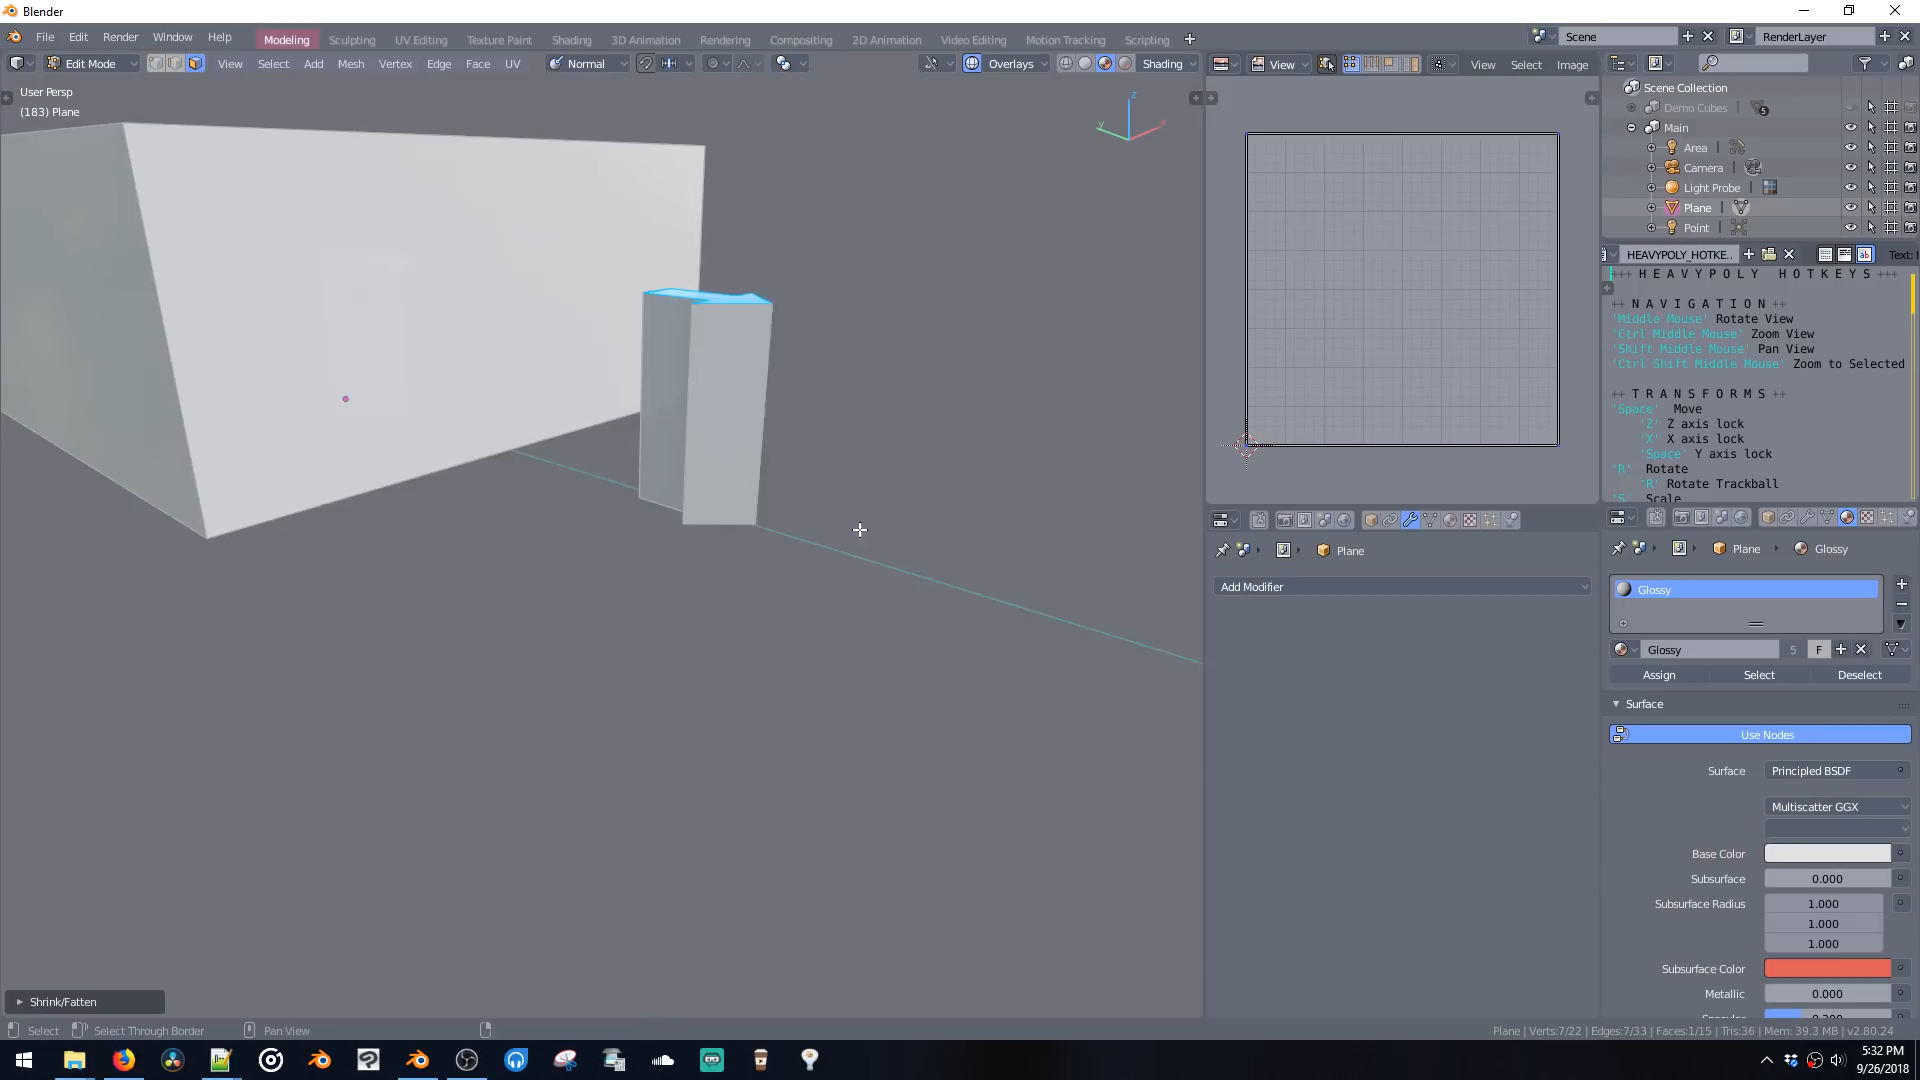 Blender
File Edit Render Window Help
Modeling Sculpting UV Editing Texture Paint Shading 3D Animation Rendering Compositing 2D Animation Video Editing Motion Tracking Scripting
Scene RenderLayer
Edit Mode View Select Add Mesh Vertex Edge Face UV Normal Overlays Shading
View View Select Image
User Persp
(183) Plane
z
y
x
Scene Collection
Demo Cubes 5
Main
Area
Camera
Light Probe
Plane
Point
HEAVYPOLY_HOTKE.. Text: I
+++ H E A V Y P O L Y H O T K E Y S +++
++ N A V I G A T I O N ++
'Middle Mouse' Rotate View
'Ctrl Middle Mouse' Zoom View
'Shift Middle Mouse' Pan View
'Ctrl Shift Middle Mouse' Zoom to Selected
++ T R A N S F O R M S ++
'Space' Move
'Z' Z axis lock
'X' X axis lock
'Space' Y axis lock
'R' Rotate
'R' Rotate Trackball
'S' Scale
Plane
Add Modifier
Plane Glossy
Glossy
Glossy 5 F
Assign Select Deselect
Surface
Use Nodes
Surface Principled BSDF
Multiscatter GGX
Base Color
Subsurface 0.000
Subsurface Radius 1.000
1.000
1.000
Subsurface Color
Metallic 0.000
Shrink/Fatten
Select Select Through Border Pan View
Plane | Verts:7/22 | Edges:7/33 | Faces:1/15 | Tris:36 | Mem: 39.3 MB | v2.80.24
5:32 PM
9/26/2018